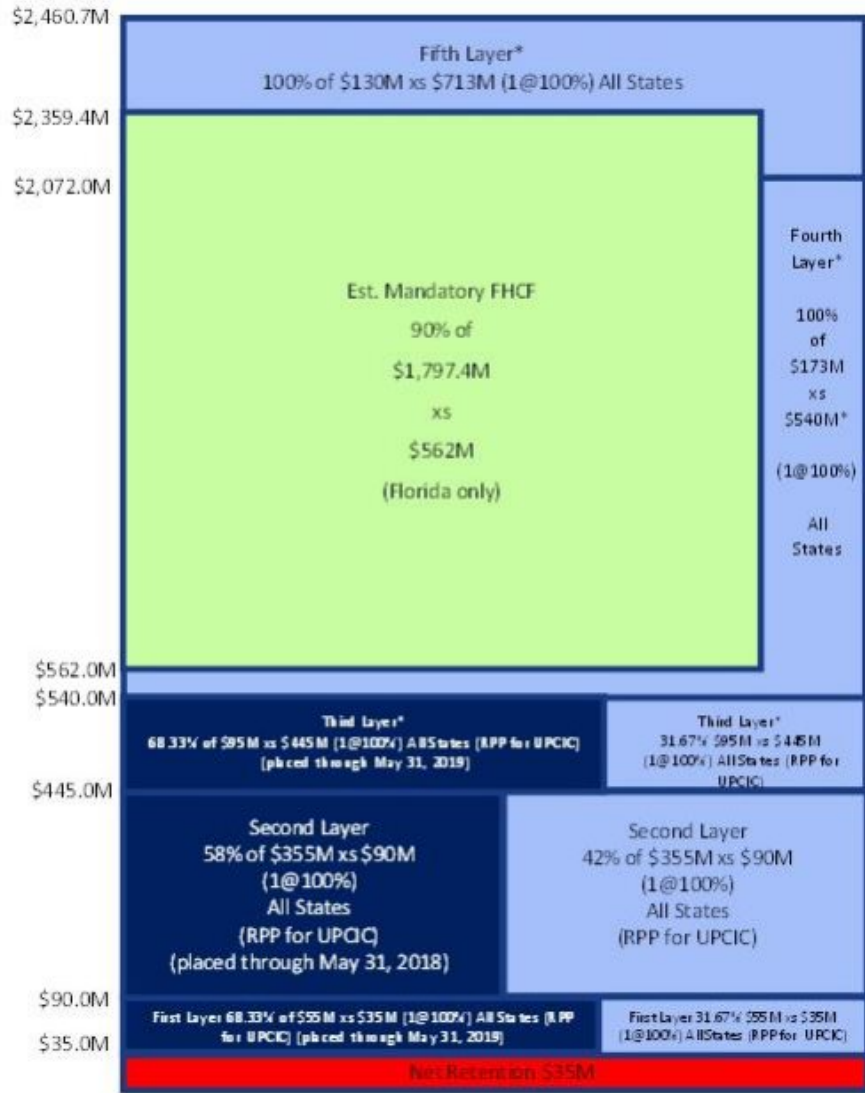 $2,460.7M
Fifth Layer*
100% of $130M xs $713M (1@100%) All States
$2,359.4M
$2,072.0M
Fourth
Layer*
100%
of
$173M
xs
$540M*
(1@100%)
All
States
Est. Mandatory FHCF
90% of
$1,797.4M
xs
$562M
(Florida only)
$562.0M
$540.0M
Third Layer*
68.33% of $95M xs $445M (1@100%) All States (RPP for UPCIC)
(placed through May 31, 2019)
Third Layer*
31.67% $95M xs $445M
(1@100%) All States (RPP for
UPCIC)
$445.0M
Second Layer
58% of $355M xs $90M
(1@100%)
All States
(RPP for UPCIC)
(placed through May 31, 2018)
Second Layer
42% of $355M xs $90M
(1@100%)
All States
(RPP for UPCIC)
$90.0M
First Layer 68.33% of $55M xs $35M (1@100%) All States (RPP
for UPCIC) (placed through May 31, 2019)
First Layer 31.67% $55M xs $35M
(1@100%) All States (RPP for UPCIC)
$35.0M
Net Retention $35M